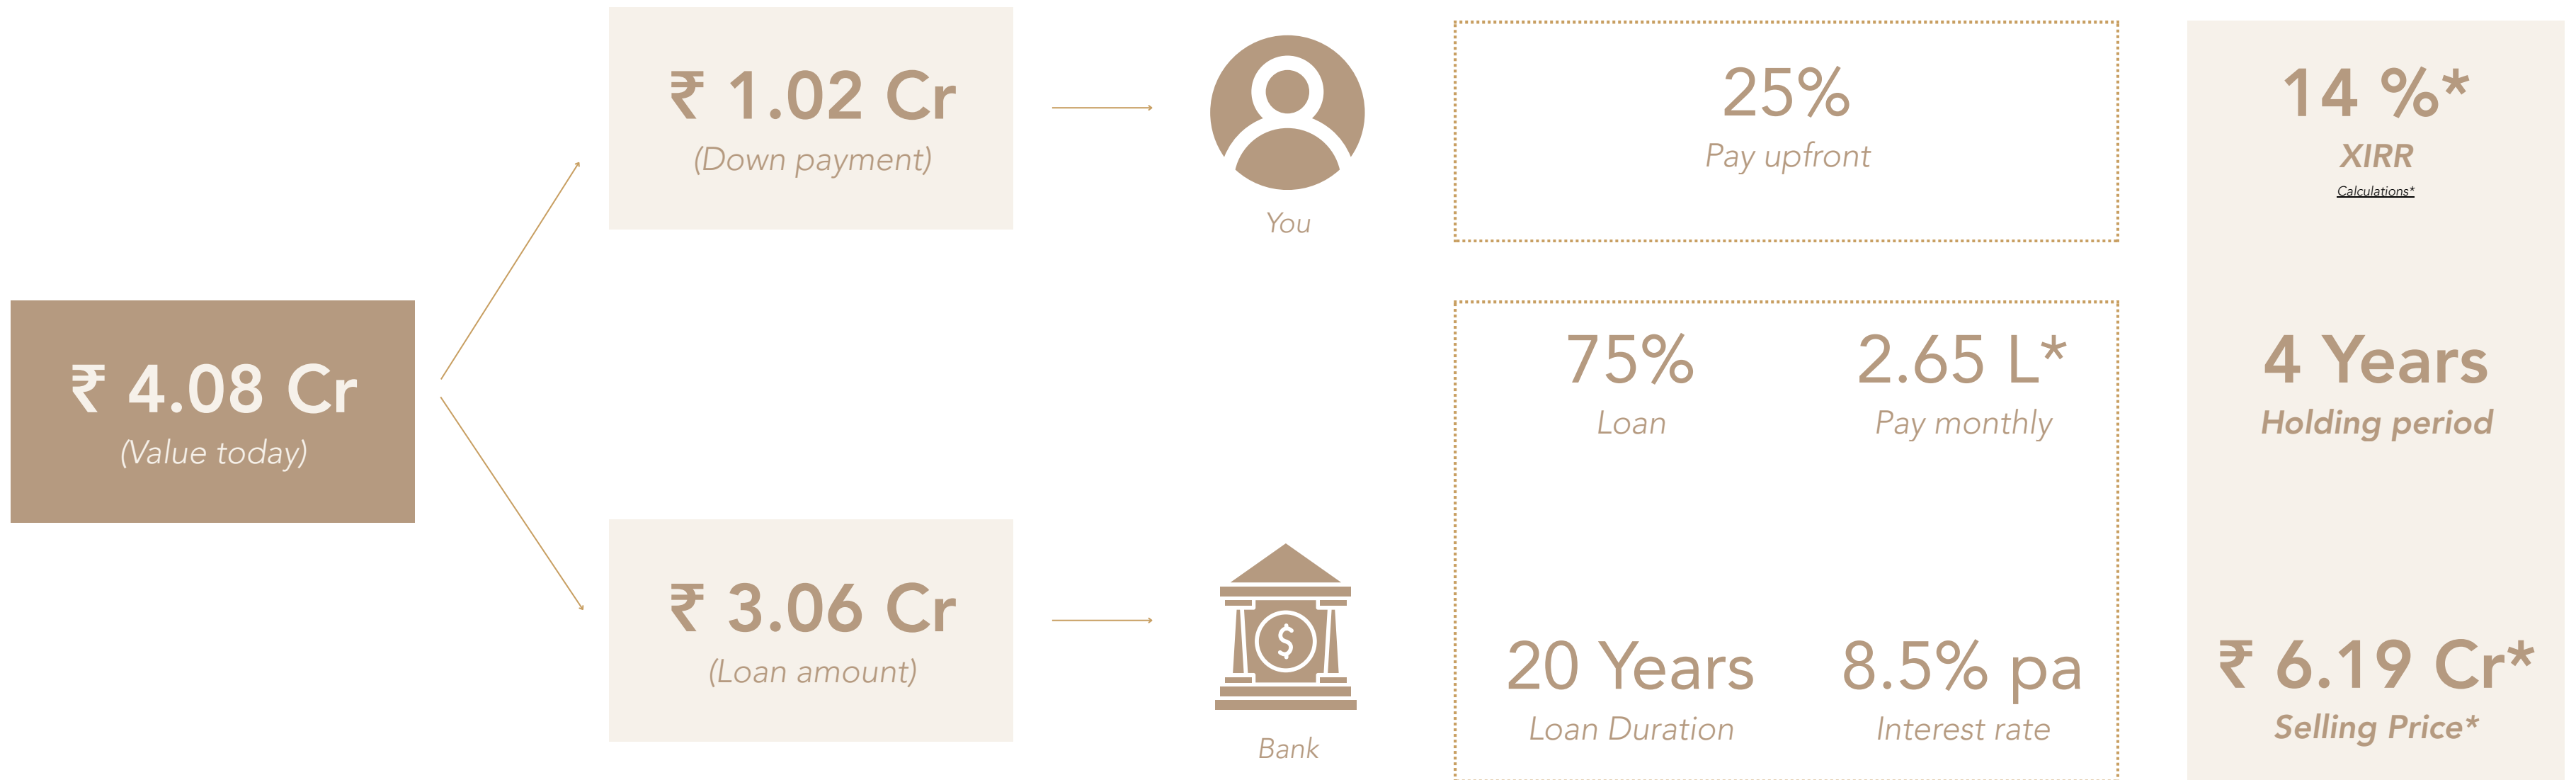 ₹ 4.08 Cr
(Value today)
₹ 1.02 Cr
(Down payment)
You
25%
Pay upfront
₹ 3.06 Cr
(Loan amount)
$
Bank
75%
Loan
2.65 L*
Pay monthly
20 Years
Loan Duration
8.5% pa
Interest rate
14 %*
XIRR
Calculations*
4 Years
Holding period
₹ 6.19 Cr*
Selling Price*